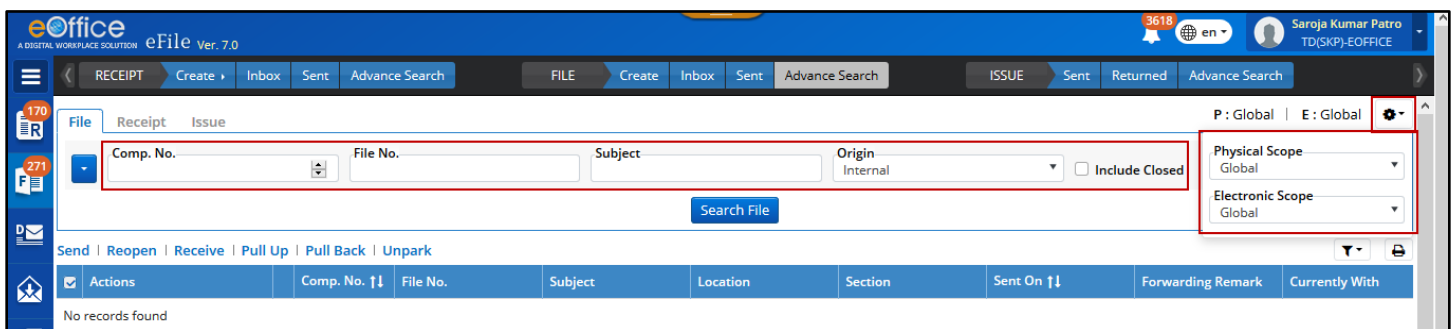 eOffice
A DIGITAL WORKPLACE SOLUTION eFile Ver. 7.0
3618
en
Saroja Kumar Patro
TD(SKP)-EOFFICE
RECEIPT Create Inbox Sent Advance Search FILE Create Inbox Sent Advance Search ISSUE Sent Returned Advance Search
170
R
File Receipt Issue
P : Global | E : Global
Comp. No. File No. Subject Origin
Internal
Include Closed
Physical Scope
Global
271
F
Electronic Scope
Global
Search File
D
Send | Reopen | Receive | Pull Up | Pull Back | Unpark
Actions Comp. No. File No. Subject Location Section Sent On Forwarding Remark Currently With
No records found